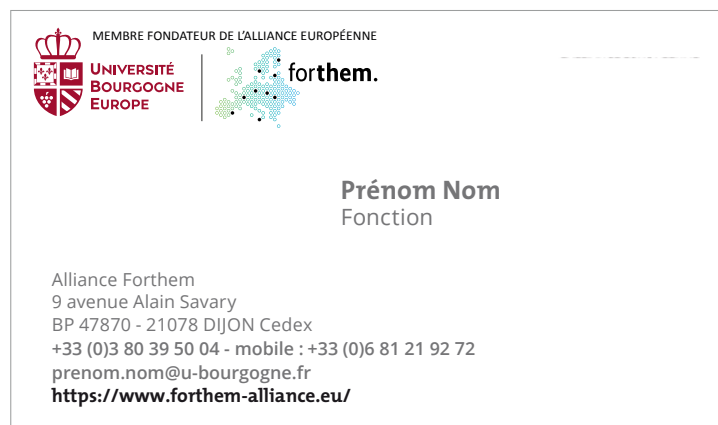 MEMBRE FONDATEUR DE L'ALLIANCE EUROPÉENNE
UNIVERSITÉ
BOURGOGNE
EUROPE
forthem.
Prénom Nom
Fonction
Alliance Forthem
9 avenue Alain Savary
BP 47870 - 21078 DIJON Cedex
+33 (0)3 80 39 50 04 - mobile : +33 (0)6 81 21 92 72
prenom.nom@u-bourgogne.fr
https://www.forthem-alliance.eu/